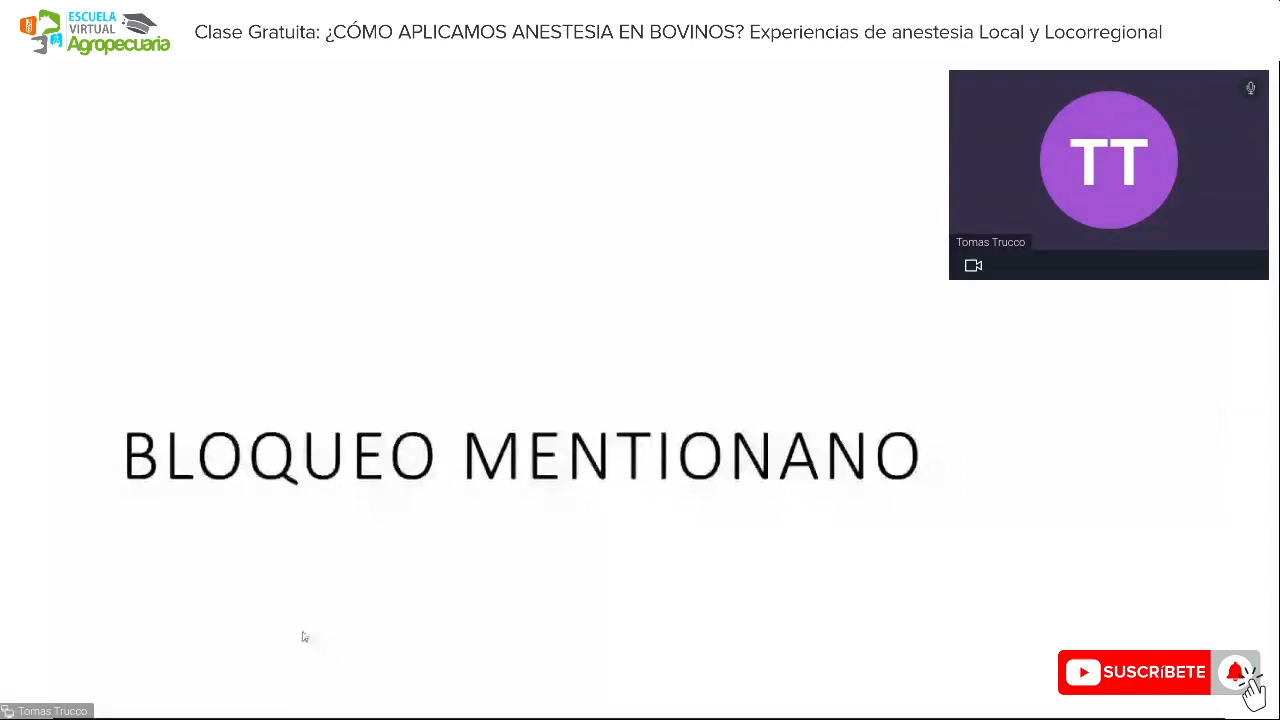 ESCUELA
VIRTUAL
Agropecuaria
Clase Gratuita: ¿CÓMO APLICAMOS ANESTESIA EN BOVINOS? Experiencias de anestesia Local y Locorregional
TT
Tomas Trucco
BLOQUEO MENTIONANO
SUSCRíBETE
Tomas Trucco